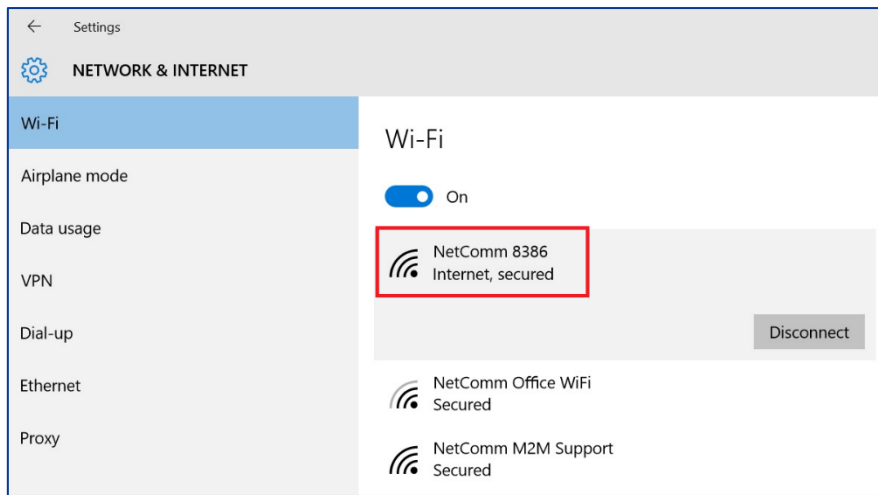 Settings
NETWORK & INTERNET
Wi-Fi
Airplane mode
Data usage
VPN
Dial-up
Ethernet
Proxy
Wi-Fi
On
NetComm 8386
Internet, secured
Disconnect
NetComm Office WiFi
Secured
NetComm M2M Support
Secured